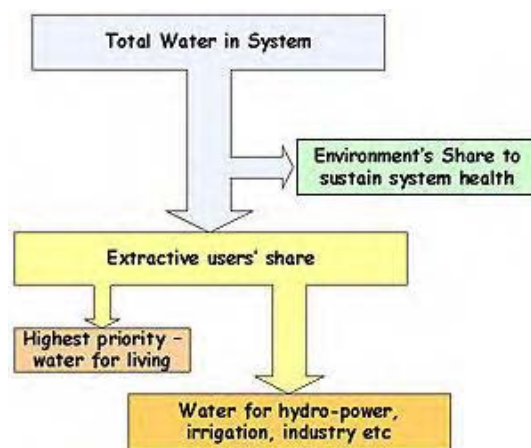 Total Water in System
Environment's Share to
sustain system health
Extractive users' share
Highest priority –
water for living
Water for hydro-power,
irrigation, industry etc